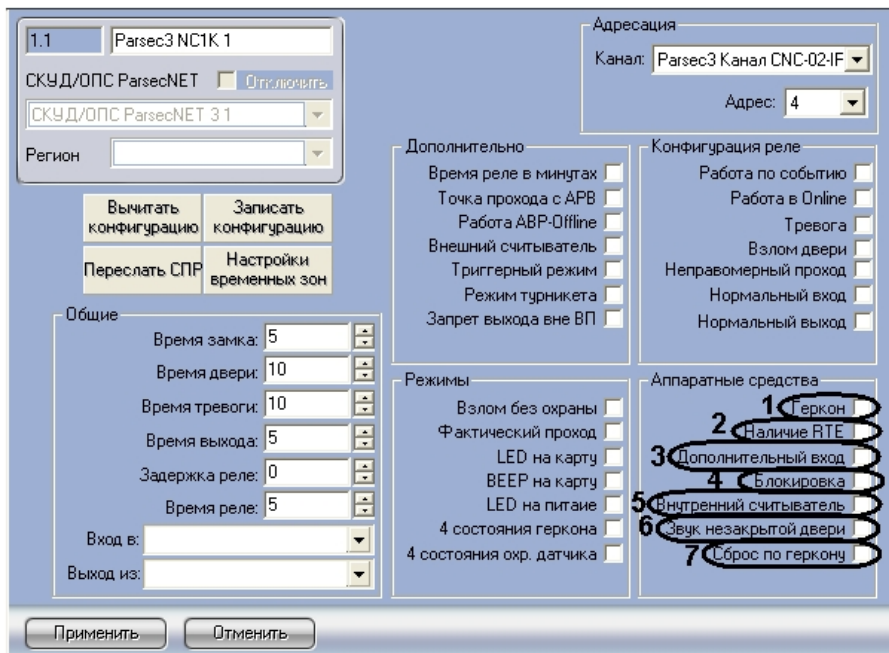 1.1 Parsec3 NC1K 1
СКУД/ОПС ParsecNET Отключить
СКУД/ОПС ParsecNET 3 1
Регион
Адресация
Канал: Parsec3 Канал CNC-02-IF
Адрес: 4
Вычитать конфигурацию
Записать конфигурацию
Переслать СПР
Настройки временных зон
Общие
Время замка: 5
Время двери: 10
Время тревоги: 10
Время выхода: 5
Задержка реле: 0
Время реле: 5
Вход в:
Выход из:
Дополнительно
Время реле в минутах
Точка прохода с APB
Работа ABP-Offline
Внешний считыватель
Триггерный режим
Режим турникета
Запрет выхода вне ВП
Конфигурация реле
Работа по событию
Работа в Online
Тревога
Взлом двери
Неправомерный проход
Нормальный вход
Нормальный выход
Режимы
Взлом без охраны
Фактический проход
LED на карту
BEEP на карту
LED на питаие
4 состояния геркона
4 состояния охр. датчика
Аппаратные средства
1 Геркон
2 Наличие RTE
3 Дополнительный вход
4 Блокировка
5 Внутренний считыватель
6 Звук незакрытой двери
7 Сброс по геркону
Применить
Отменить